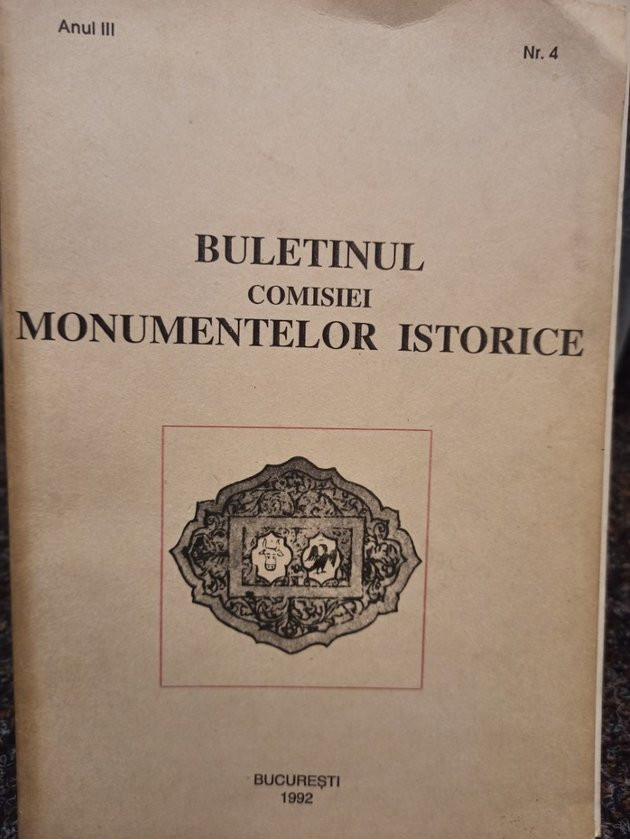 Anul III
Nr. 4
BULETINUL
COMISIEI
MONUMENTELOR ISTORICE
BUCUREȘTI
1992